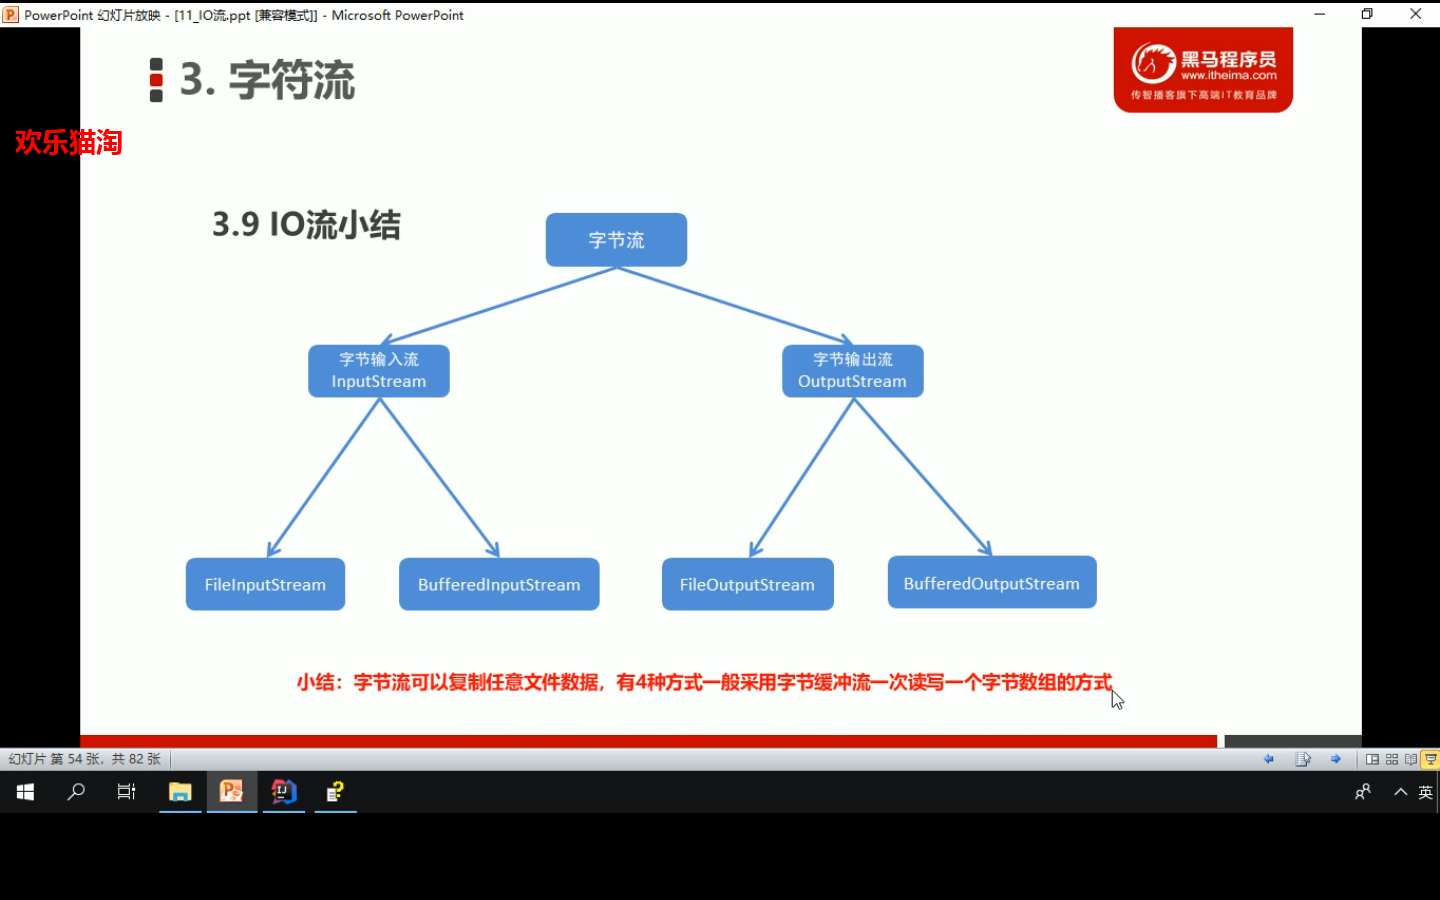 PowerPoint 幻灯片放映 - [11_IO流.ppt [兼容模式]] - Microsoft PowerPoint
3. 字符流
黑马程序员
www.itheima.com
传智播客旗下高端IT教育品牌
欢乐猫淘
3.9 IO流小结
字节流
字节输入流
InputStream
字节输出流
OutputStream
FileInputStream
BufferedInputStream
FileOutputStream
BufferedOutputStream
小结：字节流可以复制任意文件数据，有4种方式一般采用字节缓冲流一次读写一个字节数组的方式
幻灯片 第 54 张，共 82 张
英